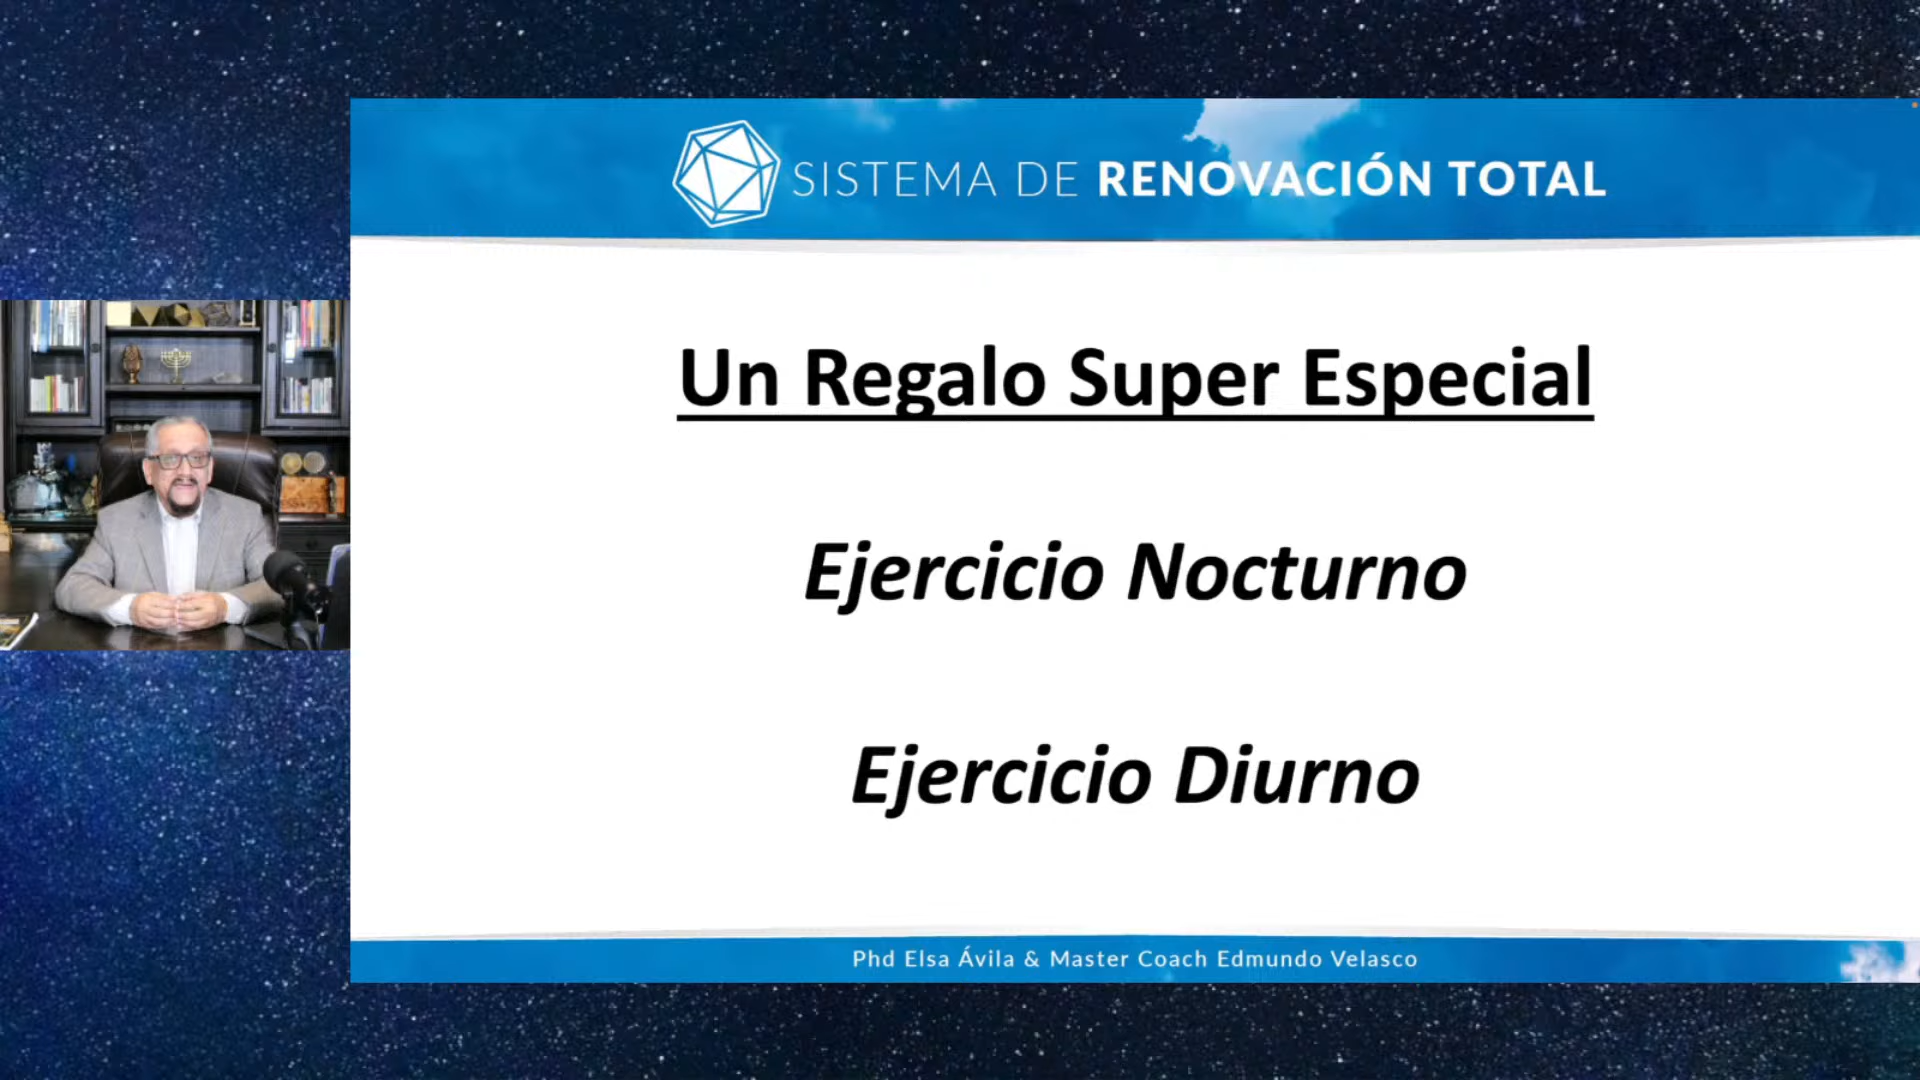 SISTEMA DE RENOVACIÓN TOTAL
Un Regalo Super Especial
Ejercicio Nocturno
Ejercicio Diurno
Phd Elsa Ávila & Master Coach Edmundo Velasco